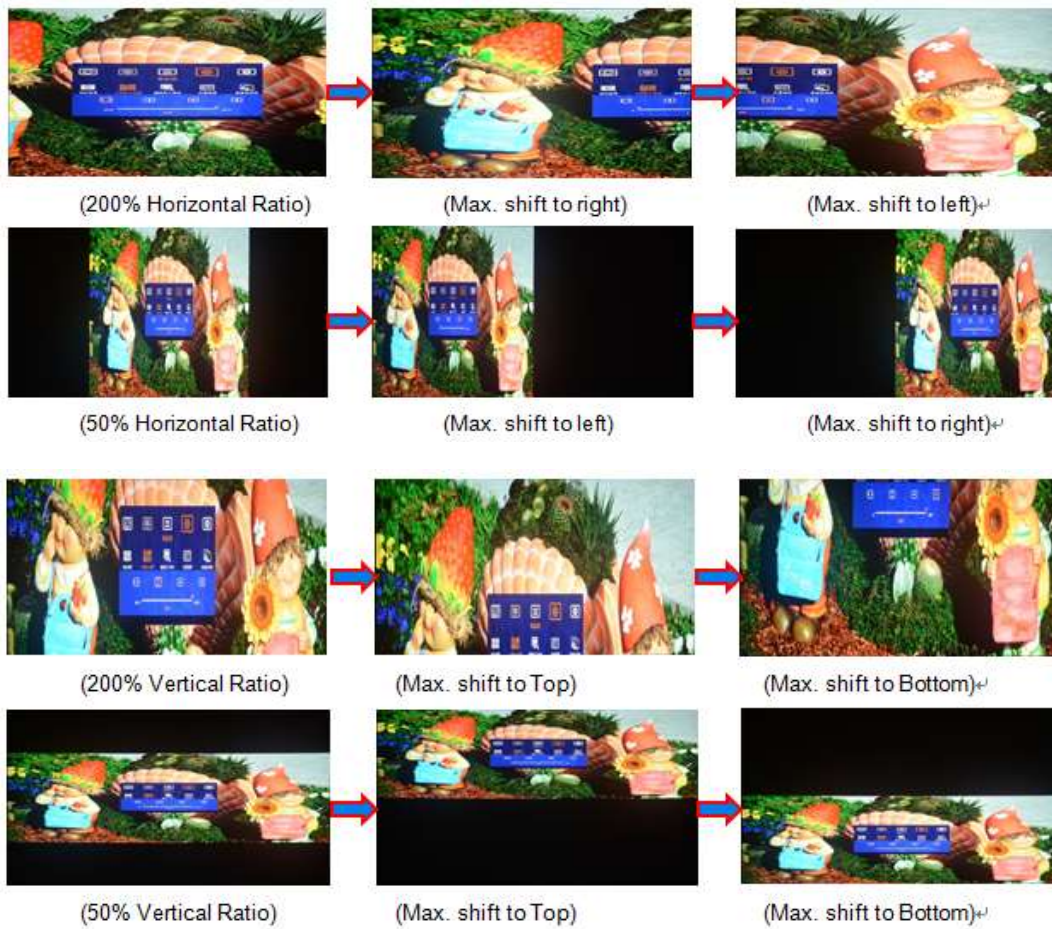 (200% Horizontal Ratio) (Max. shift to right) (Max. shift to left)↵
(50% Horizontal Ratio) (Max. shift to left) (Max. shift to right)↵
(200% Vertical Ratio) (Max. shift to Top) (Max. shift to Bottom)↵
(50% Vertical Ratio) (Max. shift to Top) (Max. shift to Bottom)↵